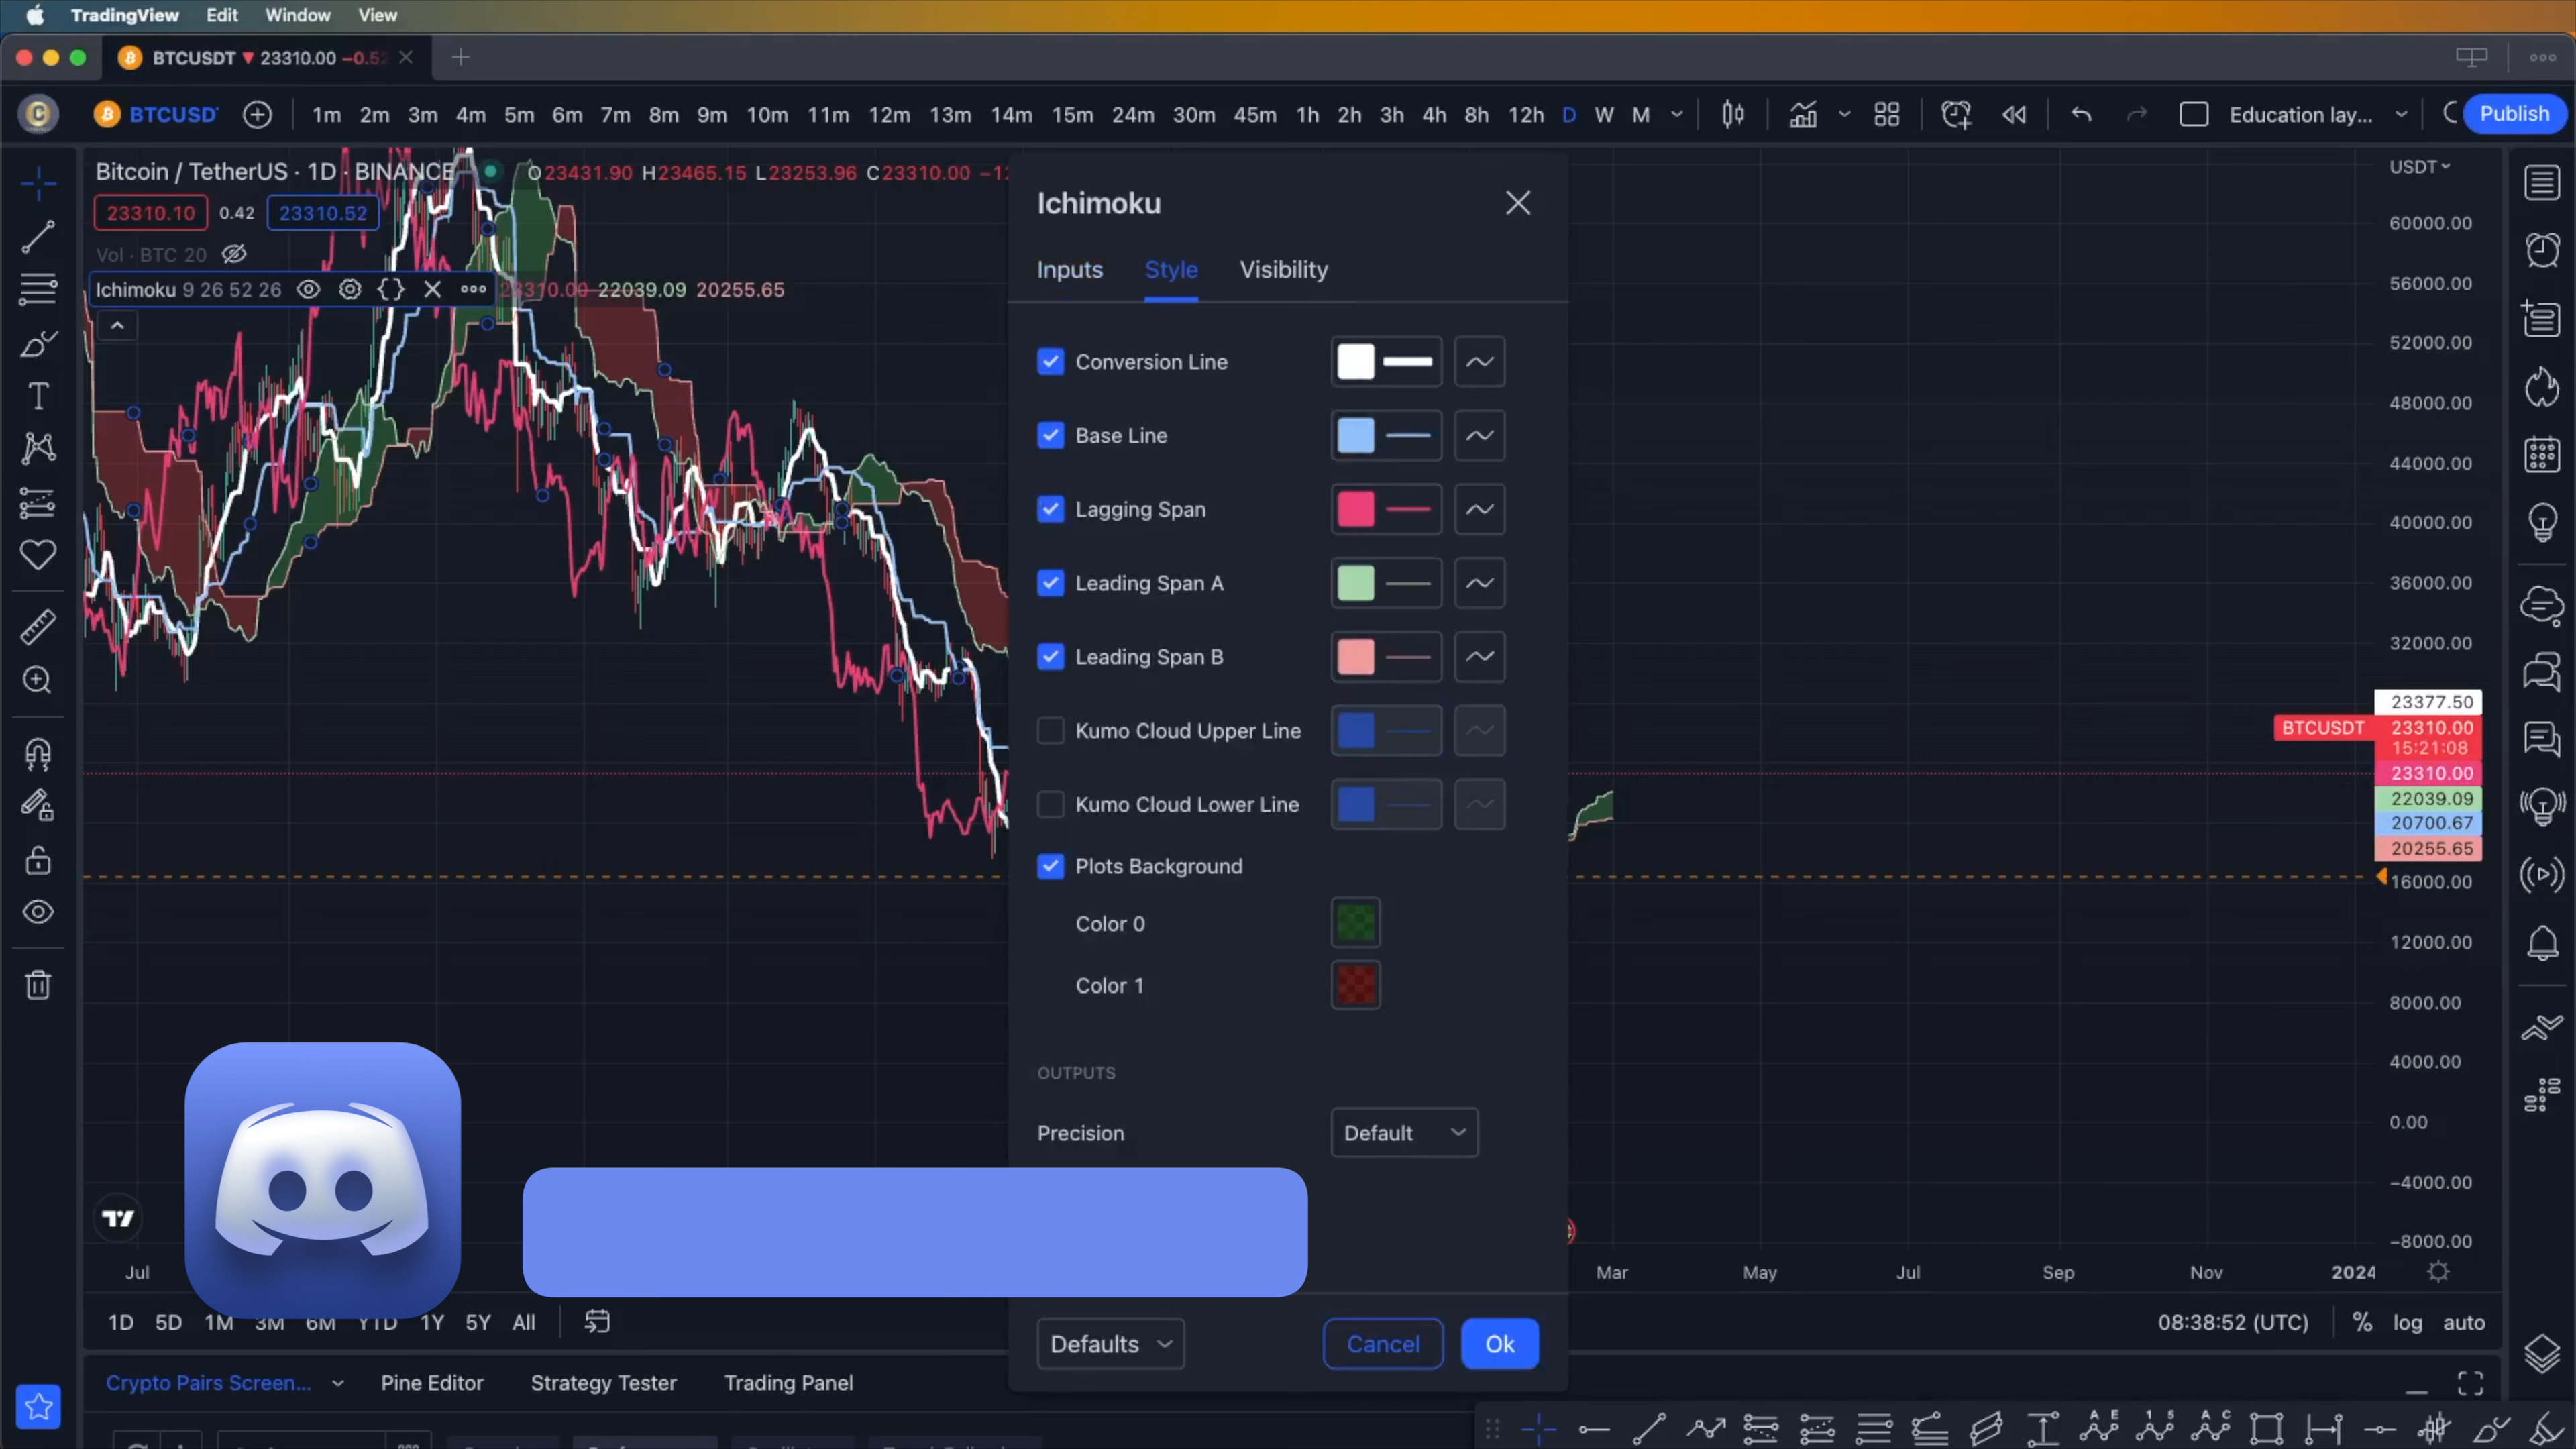 TradingView Edit Window View
BTCUSDT 23310.00 −0.52
BTCUSD 1m 2m 3m 4m 5m 6m 7m 8m 9m 10m 11m 12m 13m 14m 15m 24m 30m 45m 1h 2h 3h 4h 8h 12h D W M Education lay... Publish
Bitcoin / TetherUS · 1D · BINANCE O23431.90 H23465.15 L23253.96 C23310.00
23310.10 0.42 23310.52
Vol · BTC 20
Ichimoku 9 26 52 26 23310.00 22039.09 20255.65
Ichimoku
Inputs Style Visibility
Conversion Line
Base Line
Lagging Span
Leading Span A
Leading Span B
Kumo Cloud Upper Line
Kumo Cloud Lower Line
Plots Background
Color 0
Color 1
OUTPUTS
Precision Default
Defaults Cancel Ok
USDT
60000.00
56000.00
52000.00
48000.00
44000.00
40000.00
36000.00
32000.00
23377.50
BTCUSDT 23310.00
15:21:08
23310.00
22039.09
20700.67
20255.65
16000.00
12000.00
8000.00
4000.00
0.00
−4000.00
−8000.00
Jul Mar May Jul Sep Nov 2024
1D 5D 1M 3M 6M YTD 1Y 5Y All 08:38:52 (UTC) % log auto
Crypto Pairs Screen... Pine Editor Strategy Tester Trading Panel